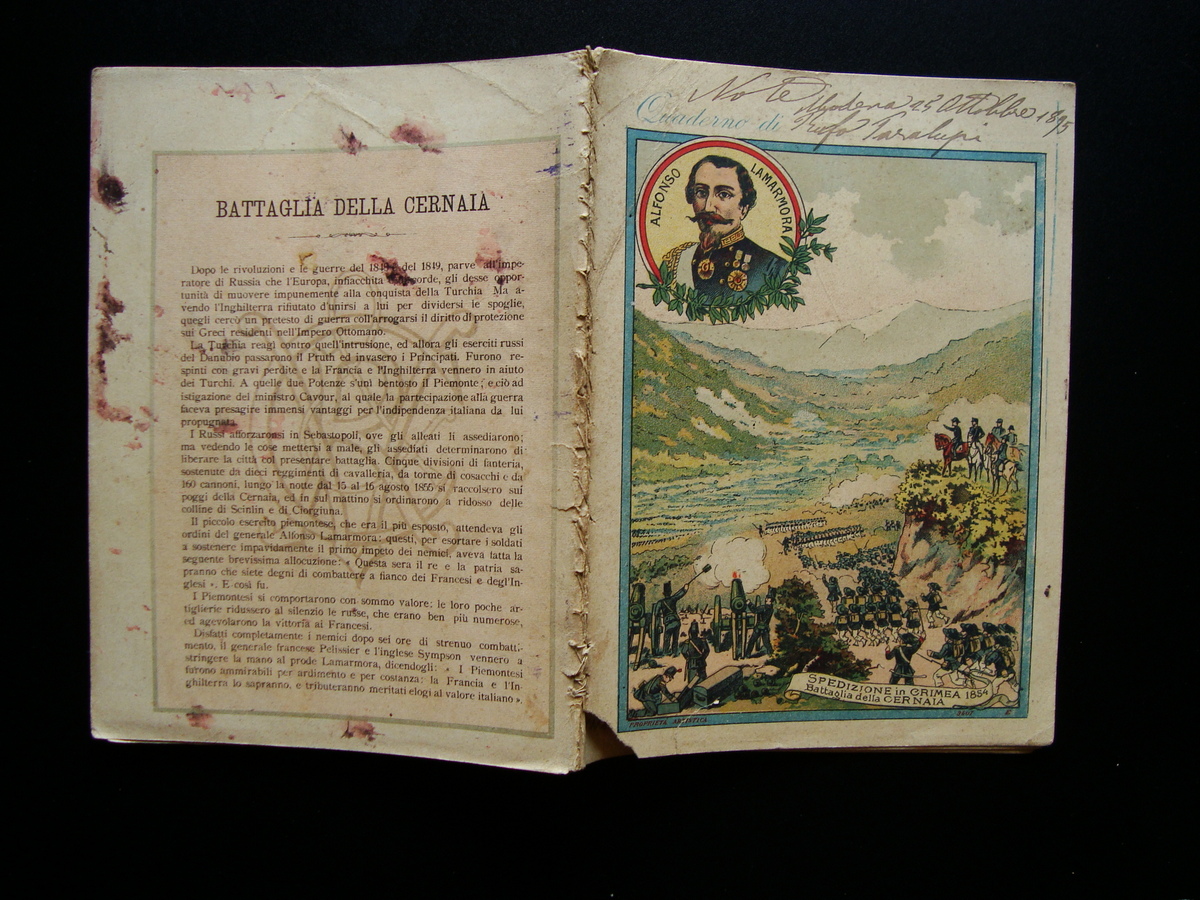 BATTAGLIA DELLA CERNAIA
Dopo le rivoluzioni e le guerre del 1848 e del 1849, parve all'impe-
ratore di Russia che l'Europa, infiacchita e discorde, gli desse oppor-
tunità di muovere impunemente alla conquista della Turchia. Ma a-
vendo l'Inghilterra rifiutato d'unirsi a lui per dividersi le spoglie,
quegli cercò un pretesto di guerra coll'arrogarsi il diritto di protezione
sui Greci residenti nell'Impero Ottomano.
La Turchia reagì contro quell'intrusione, ed allora gli eserciti russi
del Danubio passarono il Pruth ed invasero i Principati. Furono re-
spinti con gravi perdite e la Francia e l'Inghilterra vennero in aiuto
dei Turchi. A quelle due Potenze s'unì bentosto il Piemonte; e ciò ad
istigazione del ministro Cavour, al quale la partecipazione alla guerra
faceva presagire immensi vantaggi per l'indipendenza italiana da lui
propugnata.
I Russi afforzaronsi in Sebastopoli, ove gli alleati li assediarono;
ma vedendo le cose mettersi a male, gli assediati determinarono di
liberare la città col presentare battaglia. Cinque divisioni di fanteria,
sostenute da dieci reggimenti di cavalleria, da torme di cosacchi e da
160 cannoni, lungo la notte dal 15 al 16 agosto 1855 si raccolsero sui
poggi della Cernaia, ed in sul mattino si ordinarono a ridosso delle
colline di Scinlin e di Ciorgiuna.
Il piccolo esercito piemontese, che era il più esposto, attendeva gli
ordini del generale Alfonso Lamarmora: questi, per esortare i soldati
a sostenere impavidamente il primo impeto dei nemici, aveva fatta la
seguente brevissima allocuzione: « Questa sera il re e la patria sa-
pranno che siete degni di combattere a fianco dei Francesi e degl'In-
glesi ». E così fu.
I Piemontesi si comportarono con sommo valore; le loro poche ar-
tiglierie ridussero al silenzio le russe, che erano ben più numerose,
ed agevolarono la vittoria ai Francesi.
Disfatti completamente i nemici dopo sei ore di strenuo combatti-
mento, il generale francese Pelissier e l'inglese Sympson vennero a
stringere la mano al prode Lamarmora, dicendogli: « I Piemontesi
furono ammirabili per ardimento e per costanza: la Francia e l'In-
ghilterra lo sapranno, e tributeranno meritati elogi al valore italiano ».
Note Modena 25 Ottobre 1895
Quaderno di
ALFONSO LAMARMORA
SPEDIZIONE in CRIMEA 1854
Battaglia della CERNAIA
PROPRIETÀ ARTISTICA